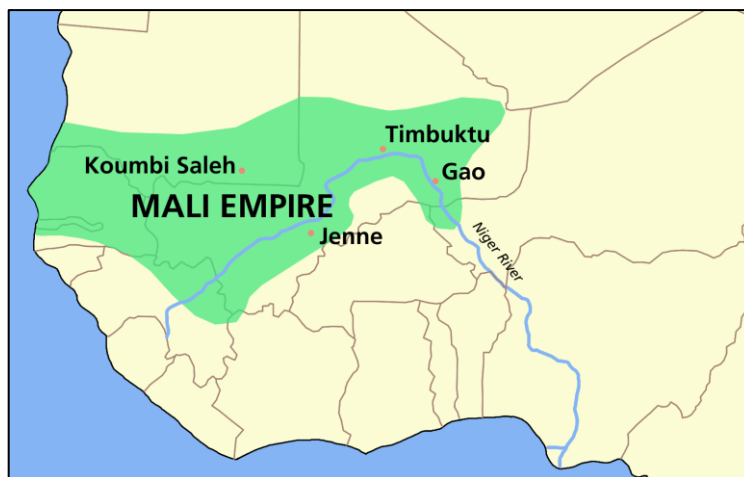 Timbuktu
Koumbi Saleh
Gao
MALI EMPIRE
Jenne
Niger River